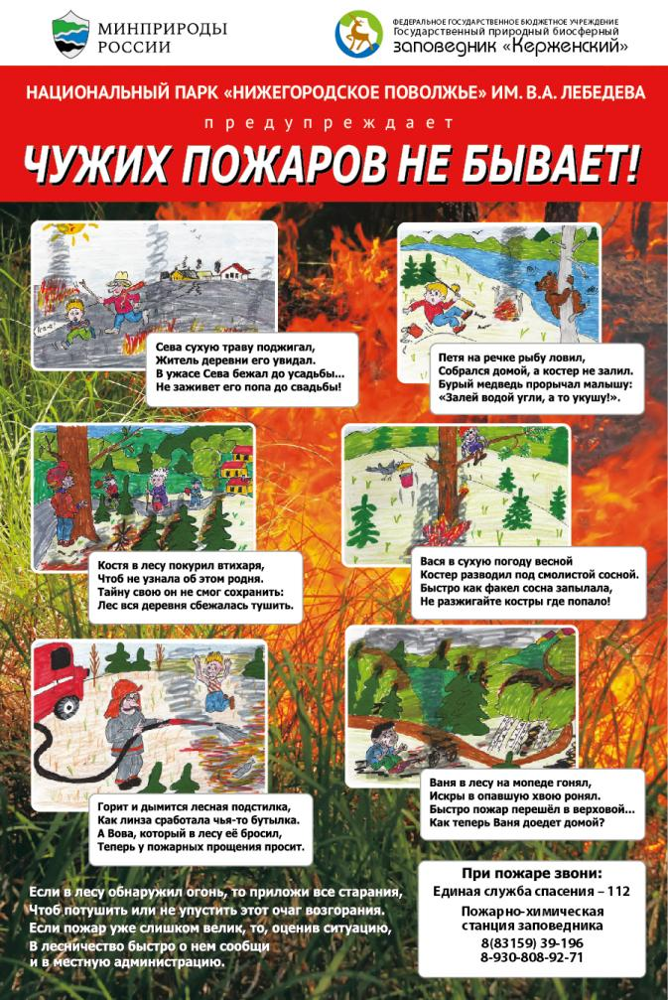 МИНПРИРОДЫ
РОССИИ
ФЕДЕРАЛЬНОЕ ГОСУДАРСТВЕННОЕ БЮДЖЕТНОЕ УЧРЕЖДЕНИЕ
Государственный природный биосферный
заповедник «Керженский»
НАЦИОНАЛЬНЫЙ ПАРК «НИЖЕГОРОДСКОЕ ПОВОЛЖЬЕ» ИМ. В.А. ЛЕБЕДЕВА
предупреждает
ЧУЖИХ ПОЖАРОВ НЕ БЫВАЕТ!
Сева сухую траву поджигал,
Житель деревни его увидал.
В ужасе Сева бежал до усадьбы...
Не заживет его попа до свадьбы!
Петя на речке рыбу ловил,
Собрался домой, а костер не залил.
Бурый медведь прорычал малышу:
«Залей водой угли, а то укушу!».
Костя в лесу покурил втихаря,
Чтоб не узнала об этом родня.
Тайну свою он не смог сохранить:
Лес вся деревня сбежалась тушить.
Вася в сухую погоду весной
Костер разводил под смолистой сосной.
Быстро как факел сосна запылала,
Не разжигайте костры где попало!
Горит и дымится лесная подстилка,
Как линза сработала чья-то бутылка.
А Вова, который в лесу её бросил,
Теперь у пожарных прощения просит.
Ваня в лесу на мопеде гонял,
Искры в опавшую хвою ронял.
Быстро пожар перешёл в верховой...
Как теперь Ваня доедет домой?
Если в лесу обнаружил огонь, то приложи все старания,
Чтоб потушить или не упустить этот очаг возгорания.
Если пожар уже слишком велик, то, оценив ситуацию,
В лесничество быстро о нем сообщи
и в местную администрацию.
При пожаре звони:
Единая служба спасения – 112
Пожарно-химическая
станция заповедника
8(83159) 39-196
8-930-808-92-71